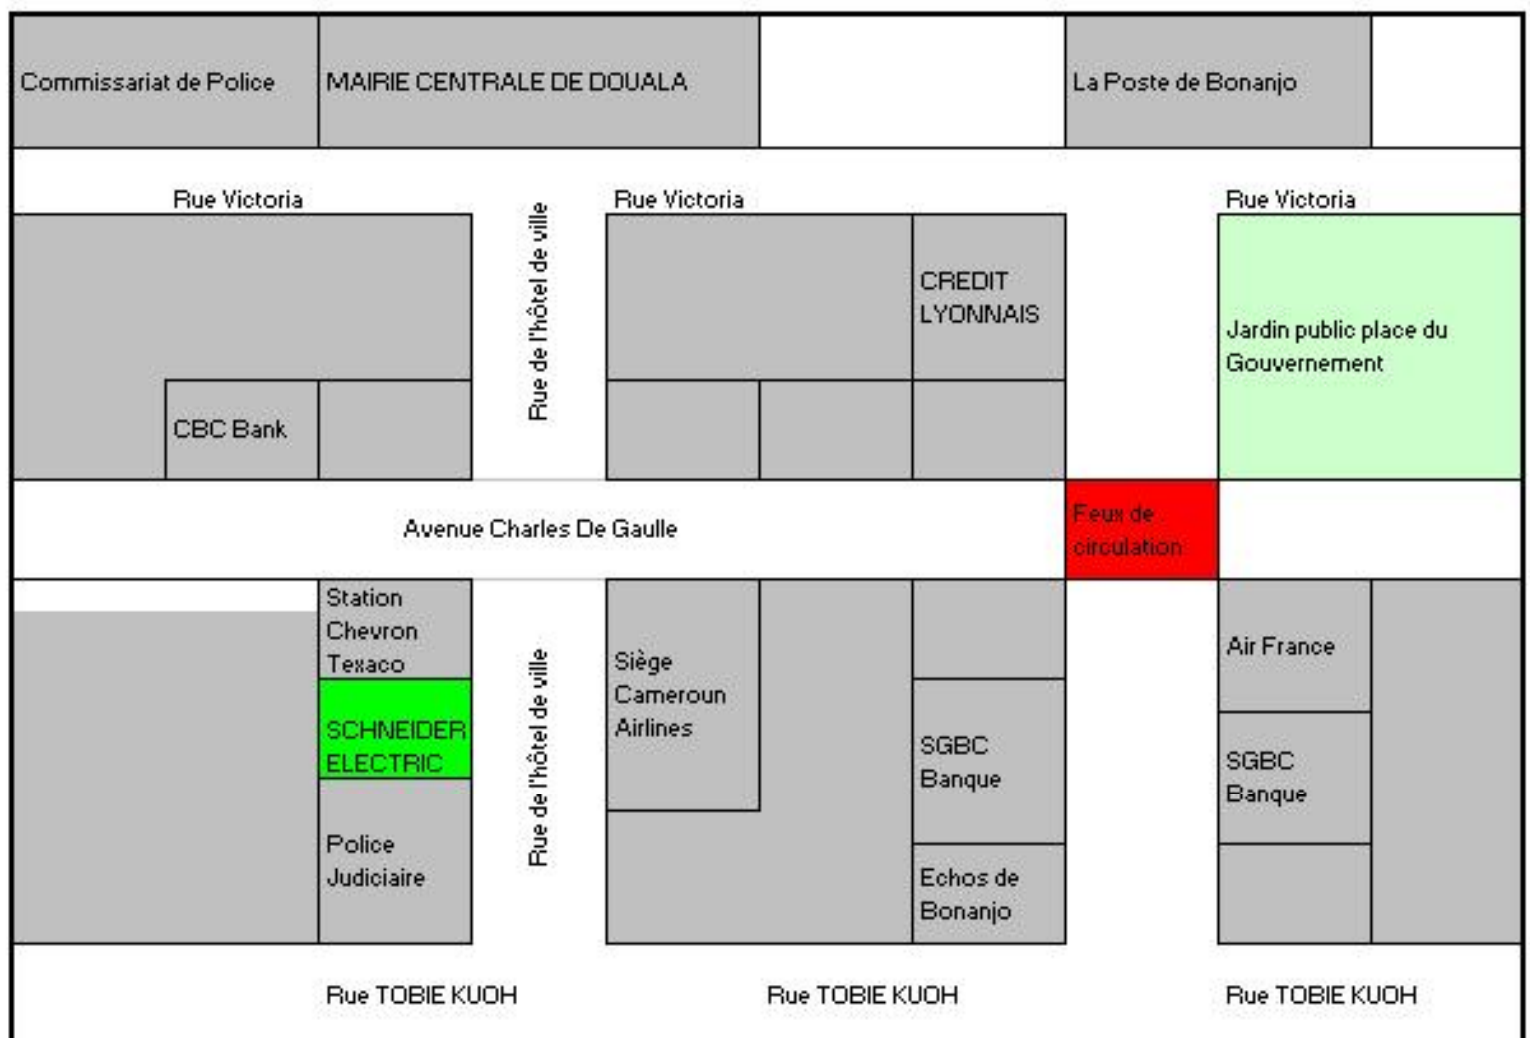 Commissariat de Police
MAIRIE CENTRALE DE DOUALA
La Poste de Bonanjo
Rue Victoria
Rue Victoria
Rue Victoria
Rue de l'hôtel de ville
CREDIT
LYONNAIS
Jardin public place du
Gouvernement
CBC Bank
Avenue Charles De Gaulle
Feux de
circulation
Station
Chevron
Texaco
SCHNEIDER
ELECTRIC
Police
Judiciaire
Rue de l'hôtel de ville
Siège
Cameroun
Airlines
SGBC
Banque
Echos de
Bonanjo
Air France
SGBC
Banque
Rue TOBIE KUOH
Rue TOBIE KUOH
Rue TOBIE KUOH